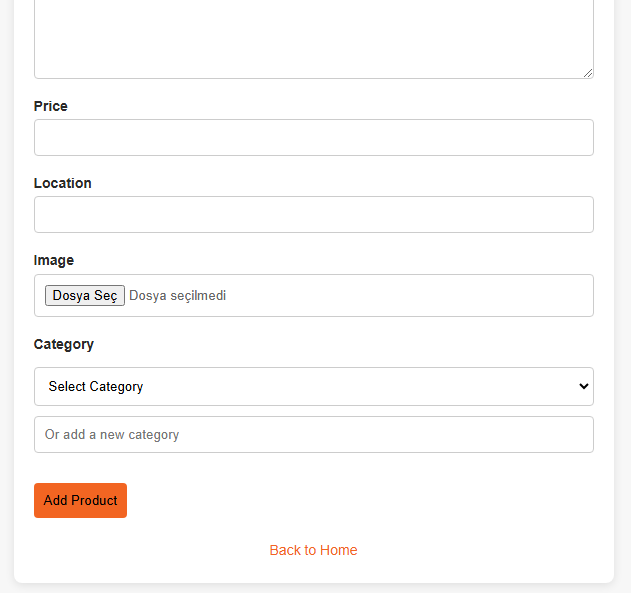 Price
Location
Image
Dosya Seç Dosya seçilmedi
Category
Select Category
Or add a new category
Add Product
Back to Home